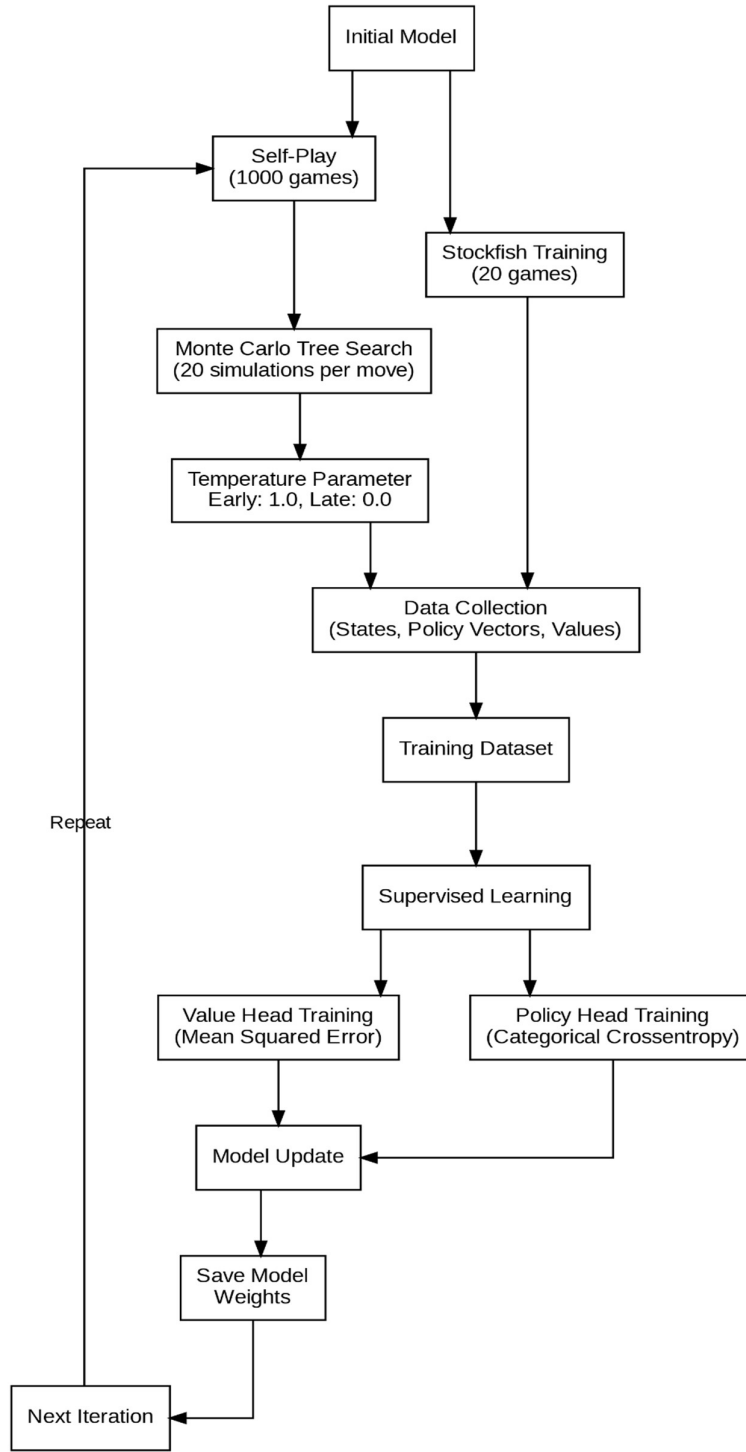 Initial Model
Self-Play
(1000 games)
Stockfish Training
(20 games)
Monte Carlo Tree Search
(20 simulations per move)
Temperature Parameter
Early: 1.0, Late: 0.0
Data Collection
(States, Policy Vectors, Values)
Training Dataset
Repeat
Supervised Learning
Value Head Training
(Mean Squared Error)
Policy Head Training
(Categorical Crossentropy)
Model Update
Save Model
Weights
Next Iteration